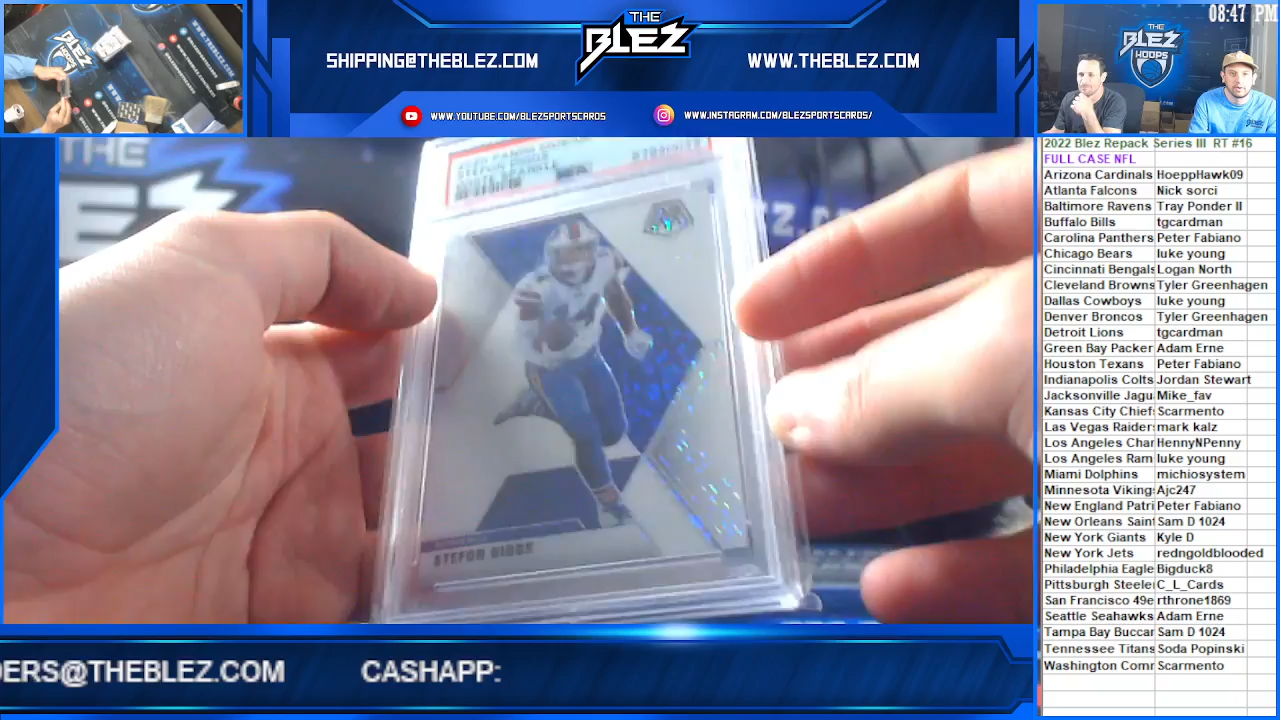 08:47 PM
THE
BLEZ
SHIPPING@THEBLEZ.COM
WWW.THEBLEZ.COM
WWW.YOUTUBE.COM/BLEZSPORTSCARDS
WWW.INSTAGRAM.COM/BLEZSPORTSCAROS/
THE
BLEZ
HOOPS
2022 Blez Repack Series III RT #16
FULL CASE NFL
Arizona Cardinals HoeppHawk09
Atlanta Falcons Nick sorci
Baltimore Ravens Tray Ponder II
Buffalo Bills tgcardman
Carolina Panthers Peter Fabiano
Chicago Bears luke young
Cincinnati Bengals Logan North
Cleveland Browns Tyler Greenhagen
Dallas Cowboys luke young
Denver Broncos Tyler Greenhagen
Detroit Lions tgcardman
Green Bay Packer Adam Erne
Houston Texans Peter Fabiano
Indianapolis Colts Jordan Stewart
Jacksonville Jagu Mike_fav
Kansas City Chief Scarmento
Las Vegas Raider mark kalz
Los Angeles Char HennyNPenny
Los Angeles Ram luke young
Miami Dolphins michiosystem
Minnesota Viking Ajc247
New England Patri Peter Fabiano
New Orleans Saint Sam D 1024
New York Giants Kyle D
New York Jets redngoldblooded
Philadelphia Eagle Bigduck8
Pittsburgh Steele C_L_Cards
San Francisco 49e rthrone1869
Seattle Seahawks Adam Erne
Tampa Bay Buccar Sam D 1024
Tennessee Titans Soda Popinski
Washington Comr Scarmento
THE
STEFON DIGGS
DERS@THEBLEZ.COM
CASHAPP: